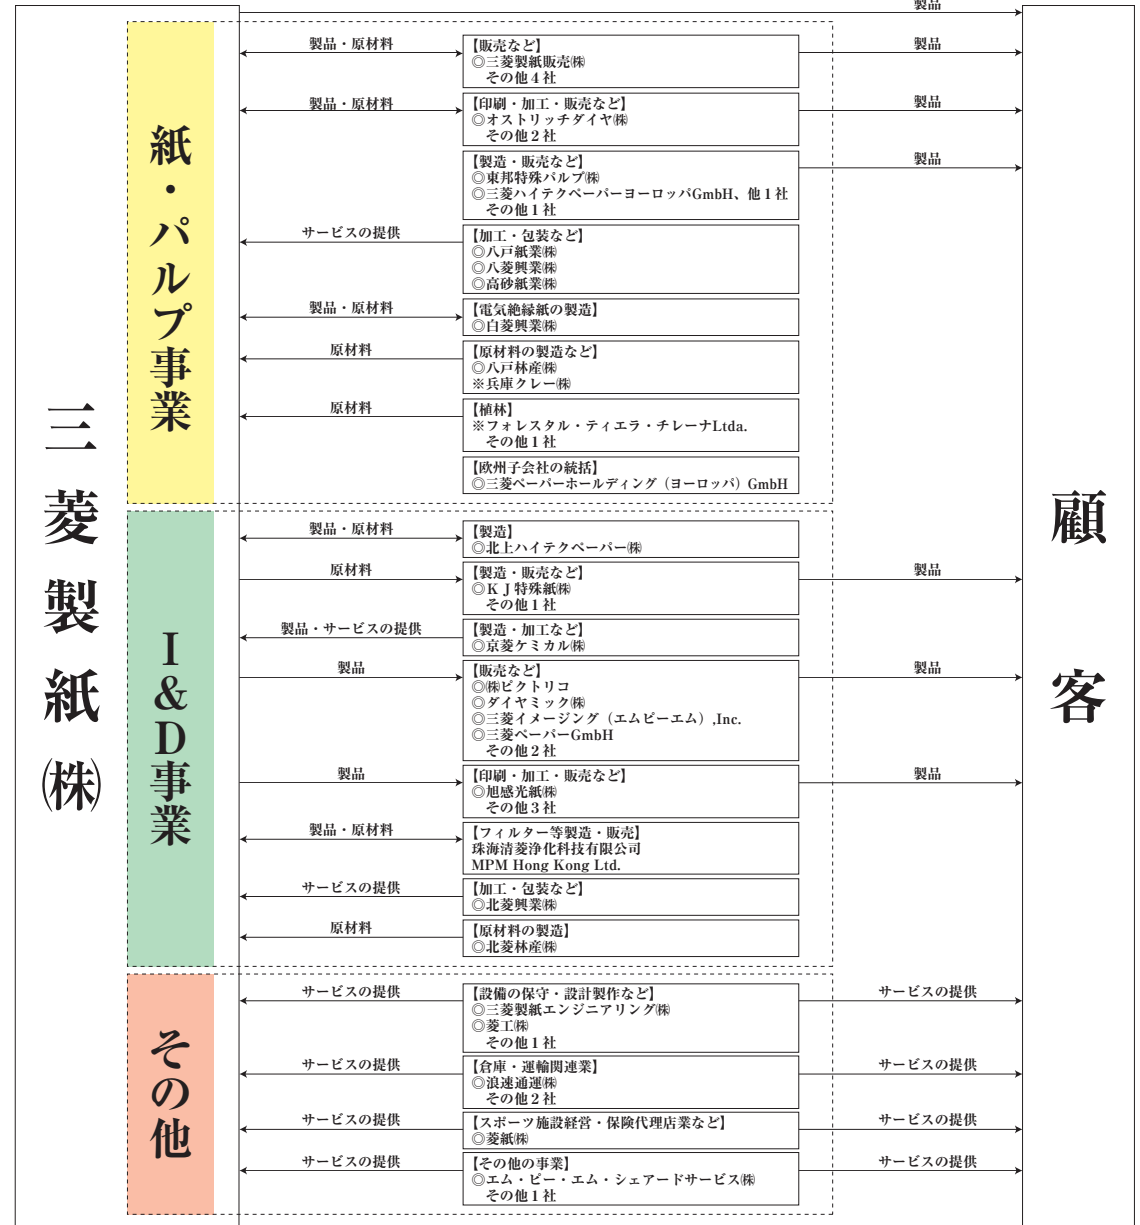 三菱製紙㈱
顧客
製品
紙・パルプ事業
製品・原材料
【販売など】
◎三菱製紙販売㈱
その他４社
製品
製品・原材料
【印刷・加工・販売など】
◎オストリッチダイヤ㈱
その他２社
製品
【製造・販売など】
◎東邦特殊パルプ㈱
◎三菱ハイテクペーパーヨーロッパGmbH、他１社
その他１社
製品
サービスの提供
【加工・包装など】
◎八戸紙業㈱
◎八菱興業㈱
◎高砂紙業㈱
製品・原材料
【電気絶縁紙の製造】
◎白菱興業㈱
原材料
【原材料の製造など】
◎八戸林産㈱
※兵庫クレー㈱
原材料
【植林】
※フォレスタル・ティエラ・チレーナLtda.
その他１社
【欧州子会社の統括】
◎三菱ペーパーホールディング（ヨーロッパ）GmbH
I&D事業
製品・原材料
【製造】
◎北上ハイテクペーパー㈱
原材料
【製造・販売など】
◎ＫＪ特殊紙㈱
その他１社
製品
製品・サービスの提供
【製造・加工など】
◎京菱ケミカル㈱
製品
【販売など】
◎㈱ピクトリコ
◎ダイヤミック㈱
◎三菱イメージング（エムピーエム）,Inc.
◎三菱ペーパーGmbH
その他２社
製品
製品
【印刷・加工・販売など】
◎旭感光紙㈱
その他３社
製品
製品・原材料
【フィルター等製造・販売】
珠海清菱浄化科技有限公司
MPM Hong Kong Ltd.
サービスの提供
【加工・包装など】
◎北菱興業㈱
原材料
【原材料の製造】
◎北菱林産㈱
その他
サービスの提供
【設備の保守・設計製作など】
◎三菱製紙エンジニアリング㈱
◎菱工㈱
その他１社
サービスの提供
サービスの提供
【倉庫・運輸関連業】
◎浪速通運㈱
その他２社
サービスの提供
サービスの提供
【スポーツ施設経営・保険代理店業など】
◎菱紙㈱
サービスの提供
サービスの提供
【その他の事業】
◎エム・ピー・エム・シェアードサービス㈱
その他１社
サービスの提供